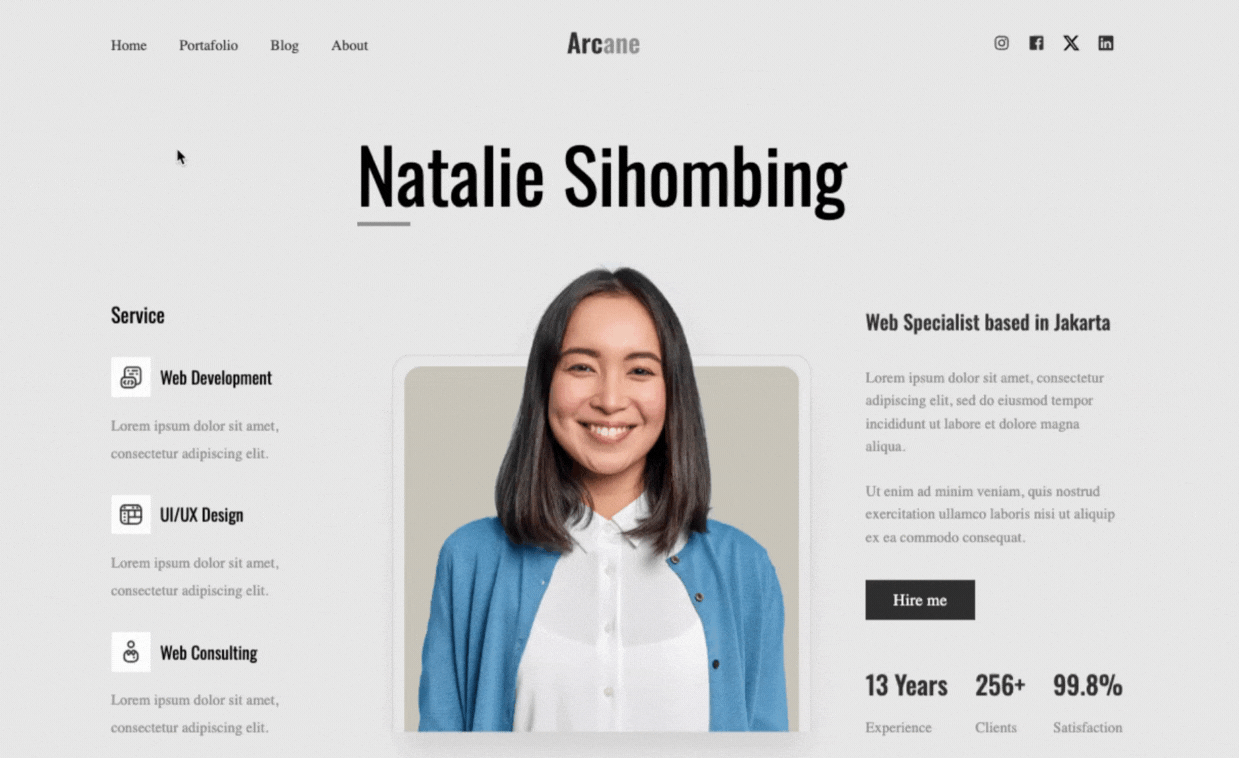 Home Portafolio Blog About
Arcane
Natalie Sihombing
Service
Web Development
Lorem ipsum dolor sit amet,
consectetur adipiscing elit.
UI/UX Design
Lorem ipsum dolor sit amet,
consectetur adipiscing elit.
Web Consulting
Lorem ipsum dolor sit amet,
consectetur adipiscing elit.
Web Specialist based in Jakarta
Lorem ipsum dolor sit amet, consectetur
adipiscing elit, sed do eiusmod tempor
incididunt ut labore et dolore magna
aliqua.
Ut enim ad minim veniam, quis nostrud
exercitation ullamco laboris nisi ut aliquip
ex ea commodo consequat.
Hire me
13 Years 256+ 99.8%
Experience Clients Satisfaction